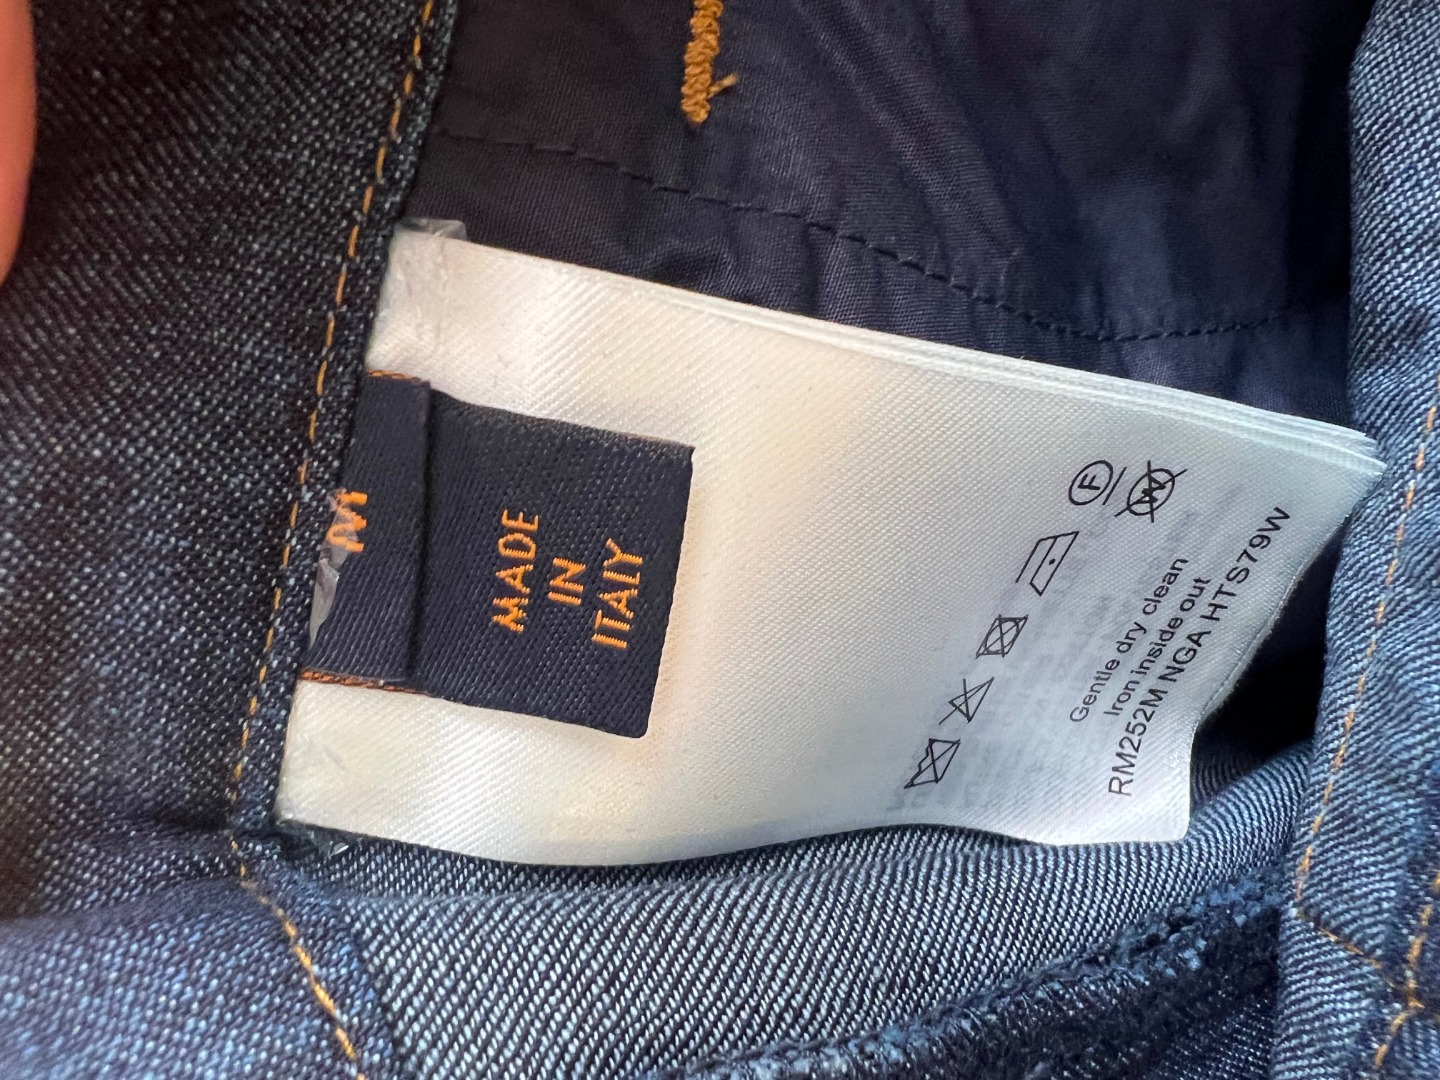 M
MADE
IN
ITALY
F
W
Gentle dry clean
Iron inside out
RM252M NGA HTS79W